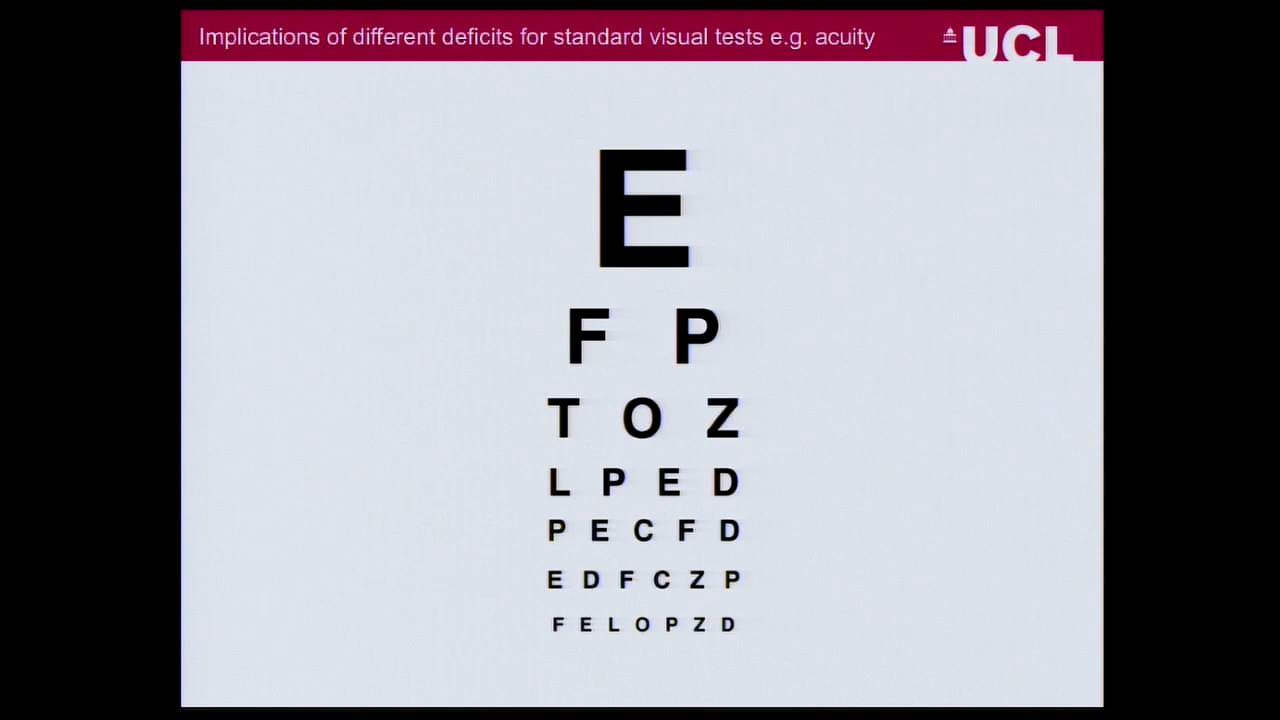 Implications of different deficits for standard visual tests e.g. acuity
UCL
E
F P
T O Z
L P E D
P E C F D
E D F C Z P
F E L O P Z D